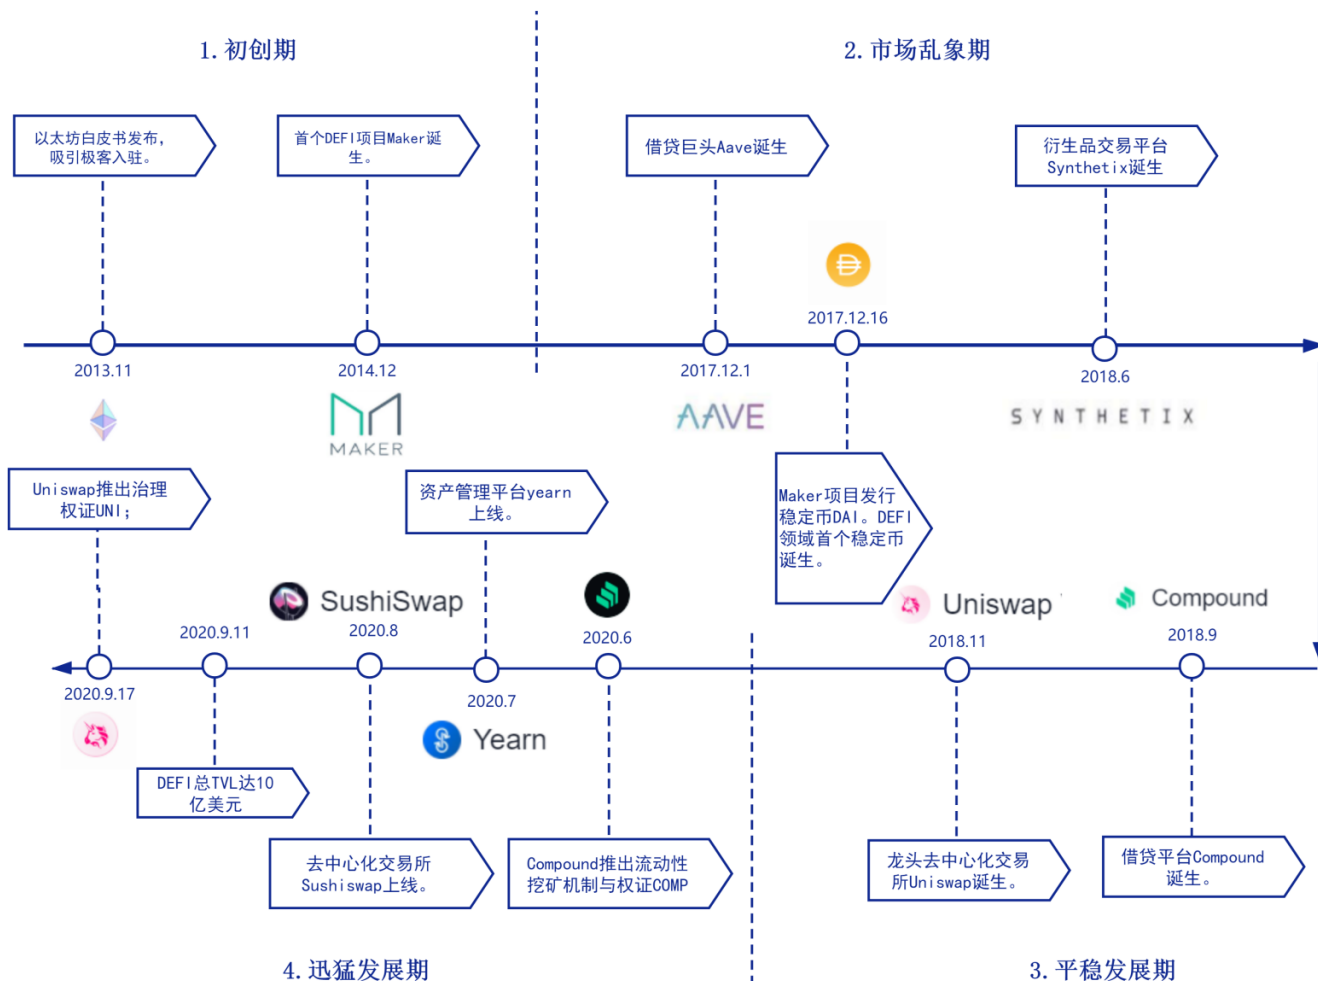 1.初创期
2.市场乱象期
以太坊白皮书发布，
吸引极客入驻。
首个DEFI项目Maker诞
生。
借贷巨头Aave诞生
衍生品交易平台
Synthetix诞生
2017.12.16
2013.11
2014.12
2017.12.1
2018.6
MAKER
AAVE
SYNTHETIX
Uniswap推出治理
权证UNI；
资产管理平台yearn
上线。
Maker项目发行
稳定币DAI。DEFI
领域首个稳定币
诞生。
SushiSwap
Uniswap
Compound
2020.9.11
2020.8
2020.6
2018.11
2018.9
2020.9.17
2020.7
Yearn
DEFI总TVL达10
亿美元
去中心化交易所
Sushiswap上线。
Compound推出流动性
挖矿机制与权证COMP
龙头去中心化交易
所Uniswap诞生。
借贷平台Compound
诞生。
4.迅猛发展期
3.平稳发展期